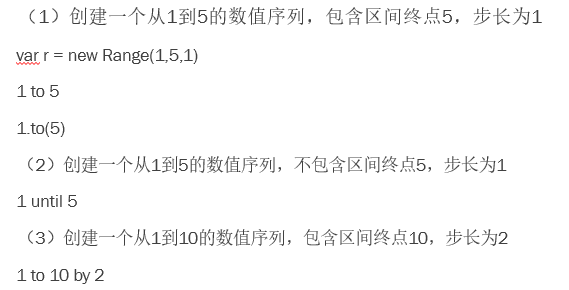 （1）创建一个从1到5的数值序列，包含区间终点5，步长为1
var r = new Range(1,5,1)
1 to 5
1.to(5)
（2）创建一个从1到5的数值序列，不包含区间终点5，步长为1
1 until 5
（3）创建一个从1到10的数值序列，包含区间终点10，步长为2
1 to 10 by 2